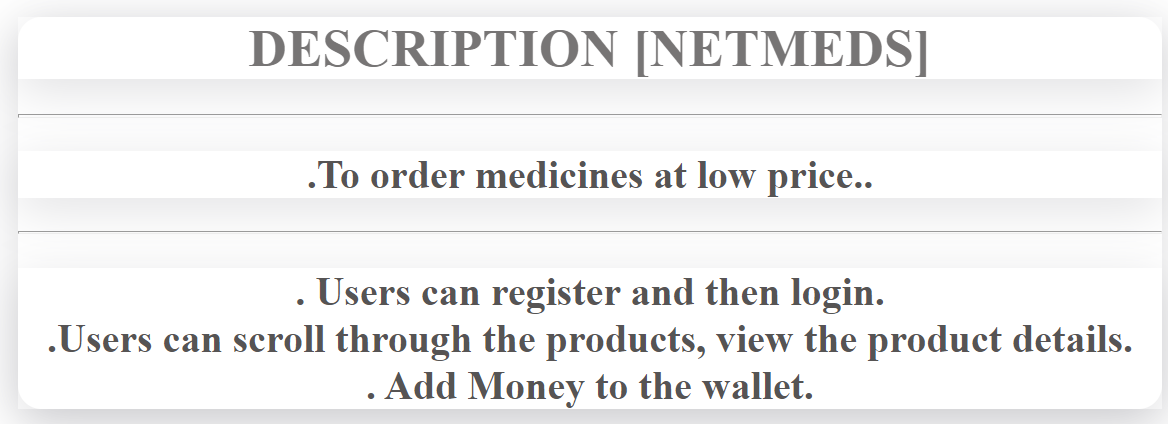 DESCRIPTION [NETMEDS]
.To order medicines at low price..
. Users can register and then login.
.Users can scroll through the products, view the product details.
. Add Money to the wallet.